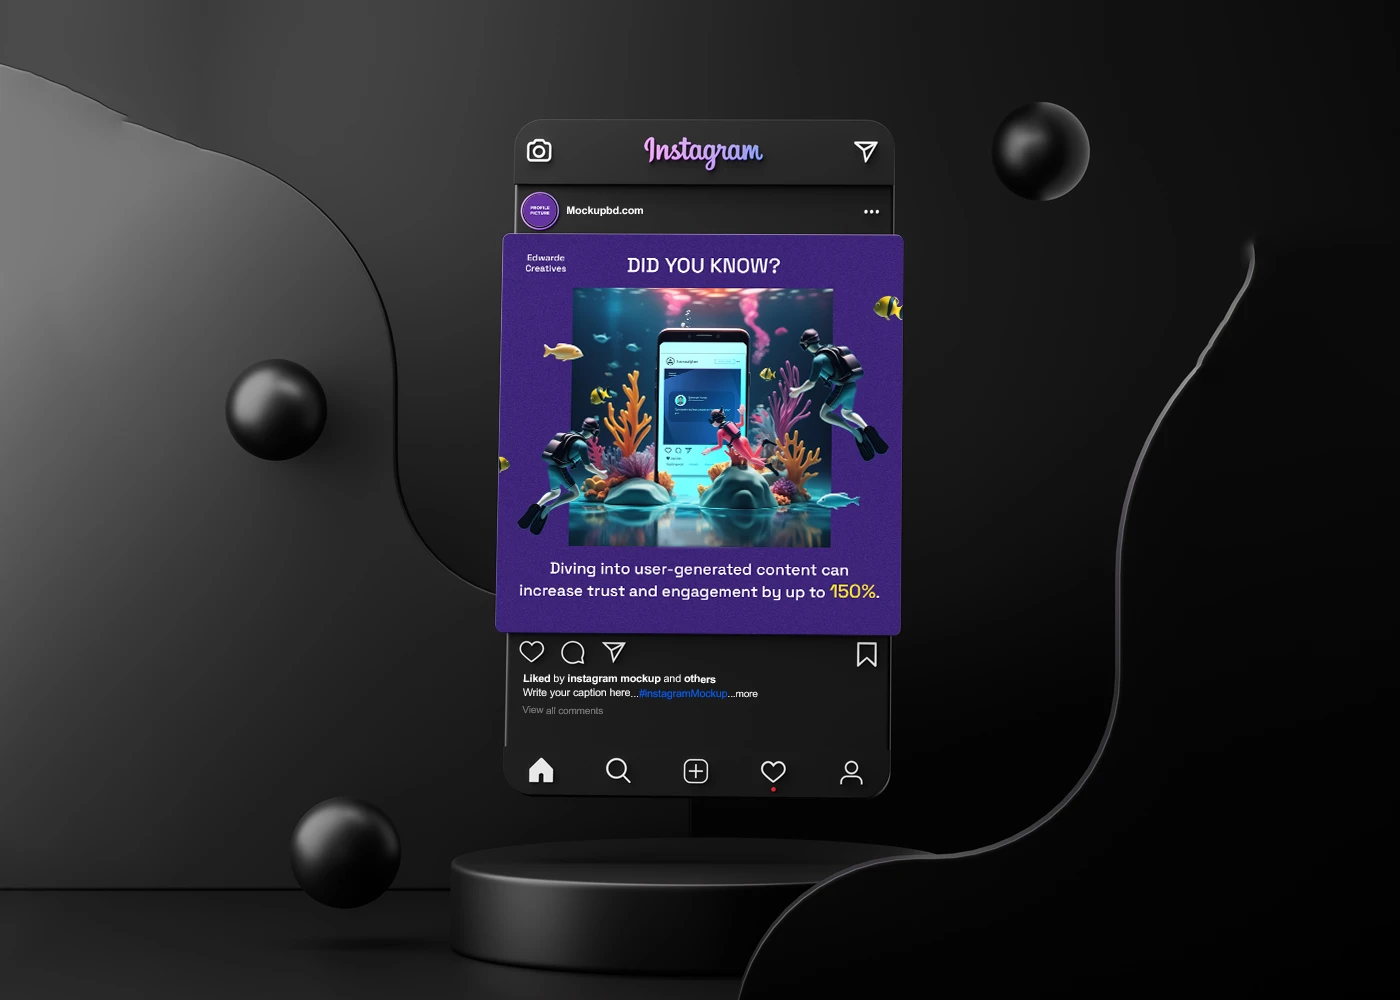 Instagram
PROFILE
PICTURE
Mockupbd.com
Edwarde
Creatives
DID YOU KNOW?
Diving into user-generated content can
increase trust and engagement by up to 150%.
Liked by instagram mockup and others
Write your caption here...#instagramMockup...more
View all comments